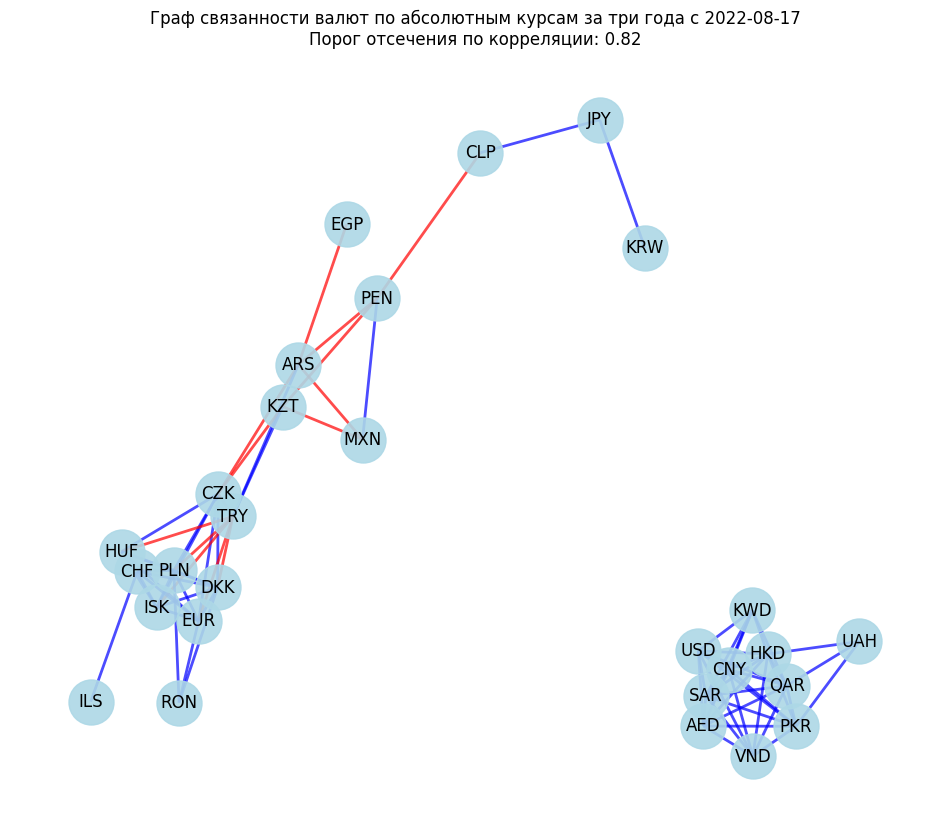 Граф связанности валют по абсолютным курсам за три года с 2022-08-17
Порог отсечения по корреляции: 0.82
JPY
CLP
EGP
KRW
PEN
ARS
KZT
MXN
CZK
TRY
HUF
CHF
PLN
DKK
ISK
EUR
ILS
RON
KWD
UAH
USD
HKD
CNY
QAR
SAR
AED
PKR
VND